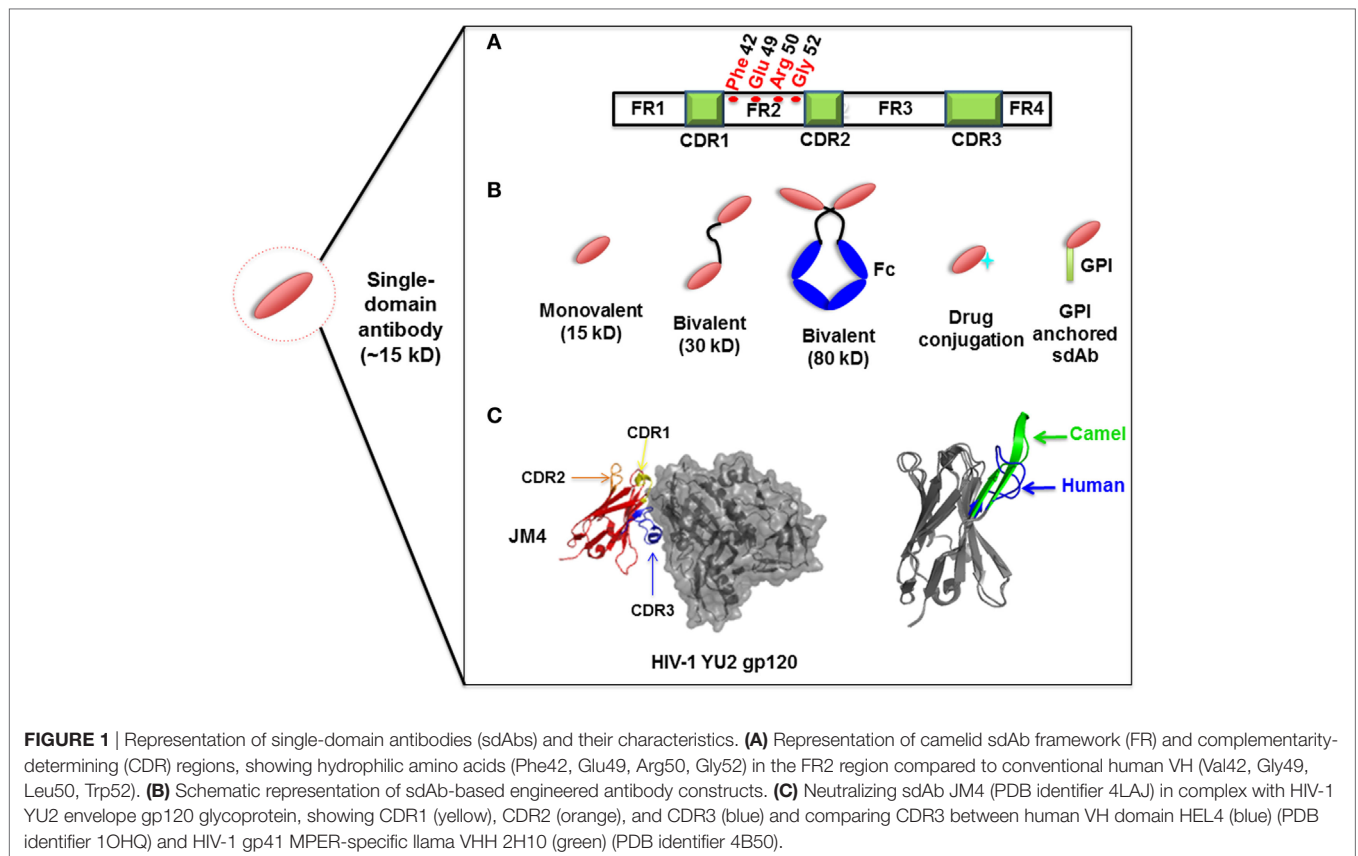 A
Phe 42
Glu 49
Arg 50
Gly 52
FR1
FR2
FR3
FR4
CDR1
CDR2
CDR3
B
Single-
domain
antibody
(~15 kD)
Monovalent
(15 kD)
Bivalent
(30 kD)
Fc
Bivalent
(80 kD)
Drug
conjugation
GPI
GPI
anchored
sdAb
C
CDR1
CDR2
JM4
CDR3
HIV-1 YU2 gp120
Camel
Human
FIGURE 1 | Representation of single-domain antibodies (sdAbs) and their characteristics. (A) Representation of camelid sdAb framework (FR) and complementarity-
determining (CDR) regions, showing hydrophilic amino acids (Phe42, Glu49, Arg50, Gly52) in the FR2 region compared to conventional human VH (Val42, Gly49,
Leu50, Trp52). (B) Schematic representation of sdAb-based engineered antibody constructs. (C) Neutralizing sdAb JM4 (PDB identifier 4LAJ) in complex with HIV-1
YU2 envelope gp120 glycoprotein, showing CDR1 (yellow), CDR2 (orange), and CDR3 (blue) and comparing CDR3 between human VH domain HEL4 (blue) (PDB
identifier 1OHQ) and HIV-1 gp41 MPER-specific llama VHH 2H10 (green) (PDB identifier 4B50).